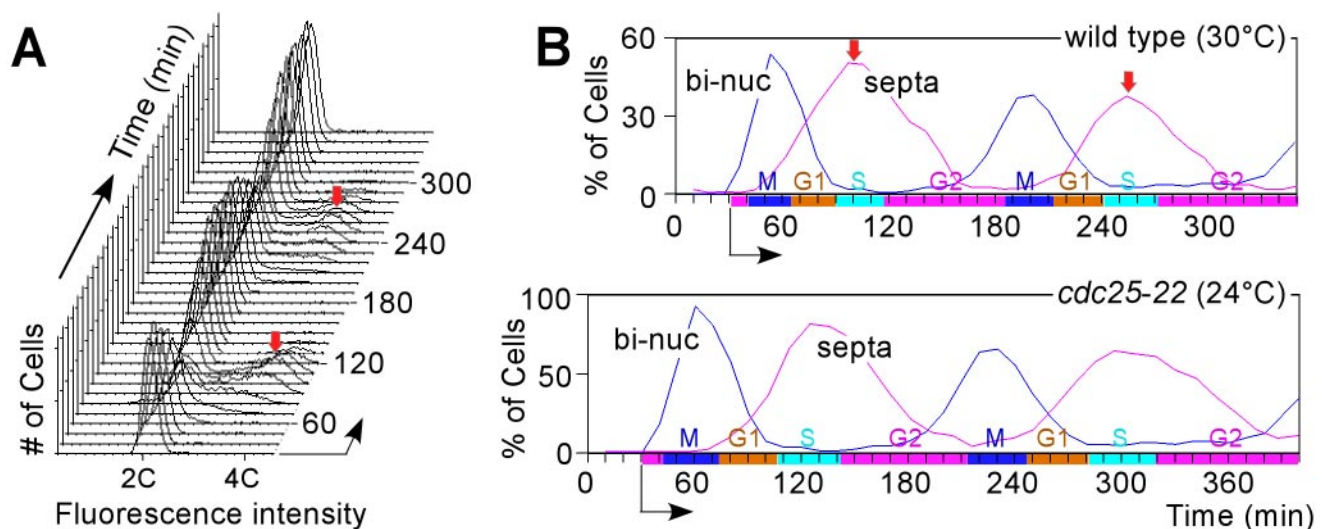 A
Time (min)
# of Cells
300
240
180
120
60
2C
4C
Fluorescence intensity
B
wild type (30°C)
60
30
0
% of Cells
bi-nuc
septa
M
G1
S
G2
M
G1
S
G2
0
60
120
180
240
300
cdc25-22 (24°C)
100
50
0
% of Cells
bi-nuc
septa
M
G1
S
G2
M
G1
S
G2
0
60
120
180
240
300
360
Time (min)